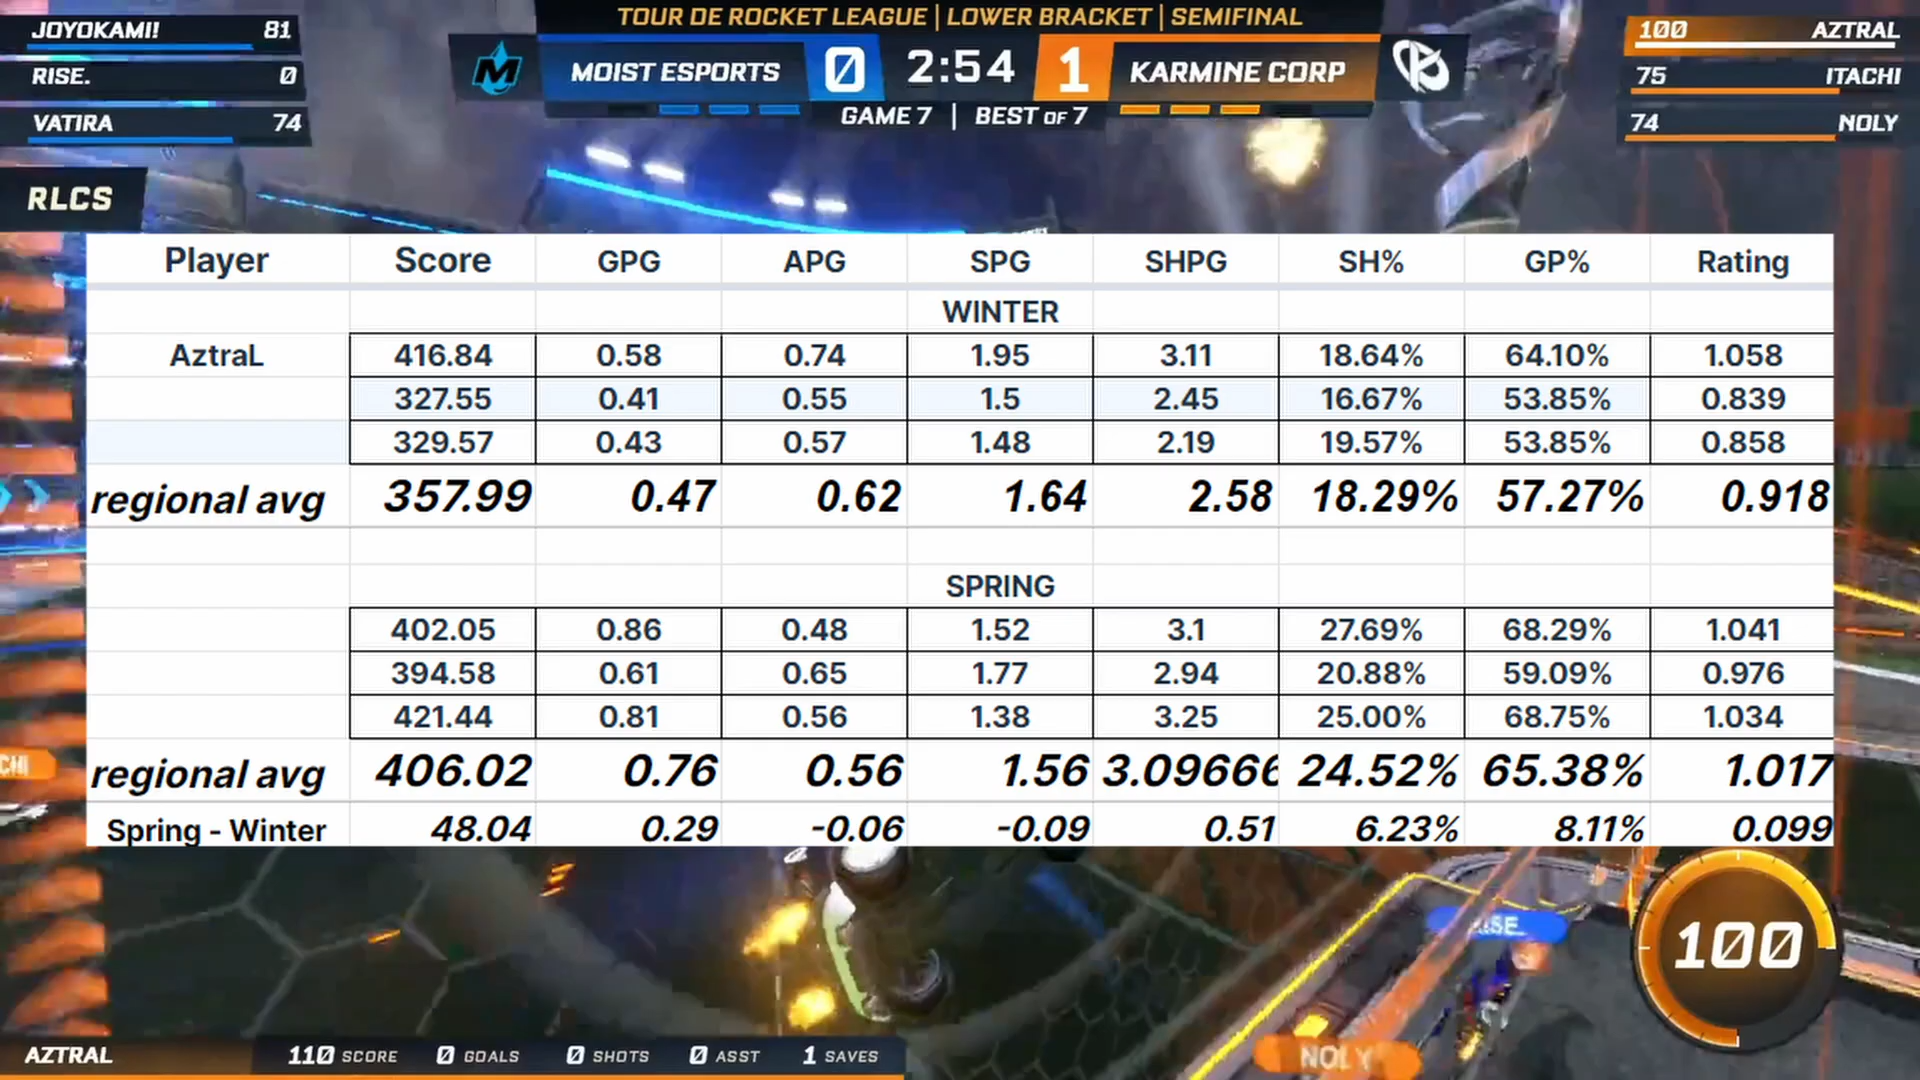 TOUR DE ROCKET LEAGUE | LOWER BRACKET | SEMIFINAL
JOYOKAMI! 81
RISE. 0
VATIRA 74
MOIST ESPORTS 0 2:54 1 KARMINE CORP
GAME 7 | BEST OF 7
100 AZTRAL
75 ITACHI
74 NOLY
RLCS
Player Score GPG APG SPG SHPG SH% GP% Rating
WINTER
AztraL 416.84 0.58 0.74 1.95 3.11 18.64% 64.10% 1.058
327.55 0.41 0.55 1.5 2.45 16.67% 53.85% 0.839
329.57 0.43 0.57 1.48 2.19 19.57% 53.85% 0.858
regional avg 357.99 0.47 0.62 1.64 2.58 18.29% 57.27% 0.918
SPRING
402.05 0.86 0.48 1.52 3.1 27.69% 68.29% 1.041
394.58 0.61 0.65 1.77 2.94 20.88% 59.09% 0.976
421.44 0.81 0.56 1.38 3.25 25.00% 68.75% 1.034
CHI
regional avg 406.02 0.76 0.56 1.56 3.09666 24.52% 65.38% 1.017
Spring - Winter 48.04 0.29 -0.06 -0.09 0.51 6.23% 8.11% 0.099
100
NOLY
AZTRAL 110 SCORE 0 GOALS 0 SHOTS 0 ASST 1 SAVES